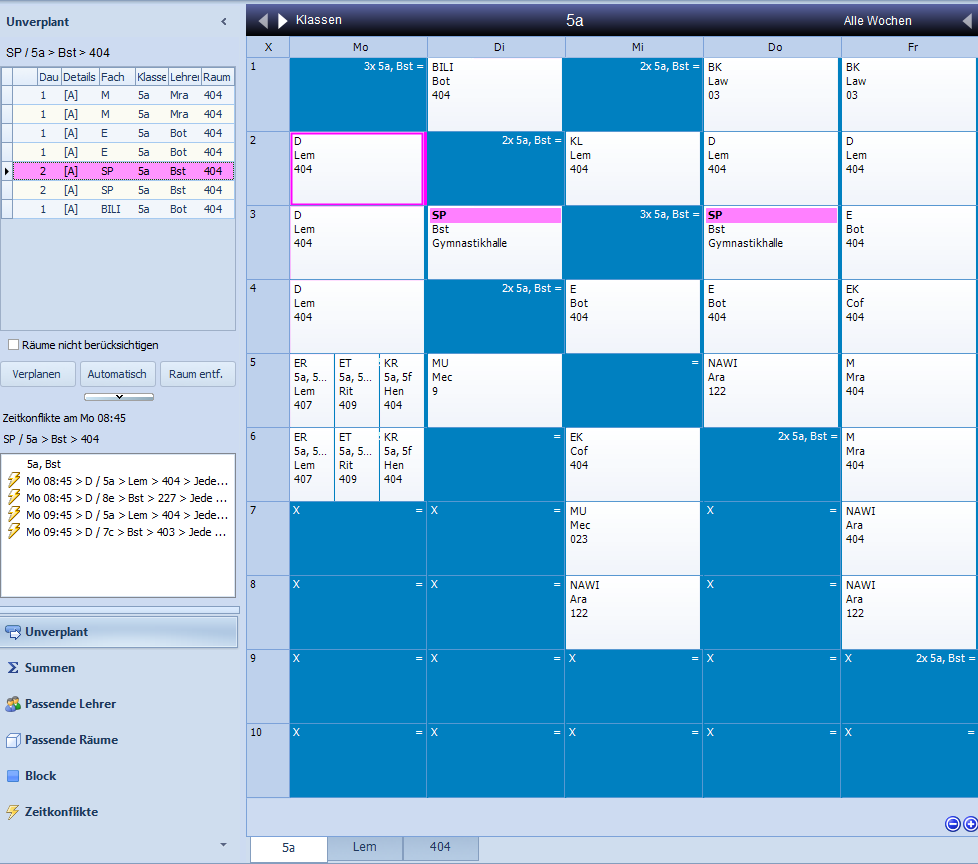 Unverplant
SP / 5a > Bst > 404
Dau Details Fach Klasse Lehrer Raum
1 [A] M 5a Mra 404
1 [A] M 5a Mra 404
1 [A] E 5a Bot 404
1 [A] E 5a Bot 404
2 [A] SP 5a Bst 404
2 [A] SP 5a Bst 404
1 [A] BILI 5a Bot 404
Räume nicht berücksichtigen
Verplanen Automatisch Raum entf.
Zeitkonflikte am Mo 08:45
SP / 5a > Bst > 404
5a, Bst
Mo 08:45 > D / 5a > Lem > 404 > Jede...
Mo 08:45 > D / 8e > Bst > 227 > Jede ...
Mo 09:45 > D / 5a > Lem > 404 > Jede...
Mo 09:45 > D / 7c > Bst > 403 > Jede ...
Unverplant
Summen
Passende Lehrer
Passende Räume
Block
Zeitkonflikte
Klassen 5a Alle Wochen
X Mo Di Mi Do Fr
1 3x 5a, Bst = BILI 2x 5a, Bst = BK BK
Bot Law Law
404 03 03
2 D 2x 5a, Bst = KL D D
Lem Lem Lem Lem
404 404 404 404
3 D SP 3x 5a, Bst = SP E
Lem Bst Bst Bot
404 Gymnastikhalle Gymnastikhalle 404
4 D 2x 5a, Bst = E E EK
Lem Bot Bot Cof
404 404 404 404
5 ER ET KR MU = NAWI M
5a, 5... 5a, 5... 5a, 5f Mec Ara Mra
Lem Rit Hen 9 122 404
407 409 404
6 ER ET KR = EK 2x 5a, Bst = M
5a, 5... 5a, 5... 5a, 5f Cof Mra
Lem Rit Hen 404 404
407 409 404
7 X = X = MU X = NAWI
Mec Ara
023 404
8 X = X = NAWI X = NAWI
Ara Ara
122 122
9 X = X = X = X = X 2x 5a, Bst =
10 X = X = X = X = X =
5a Lem 404